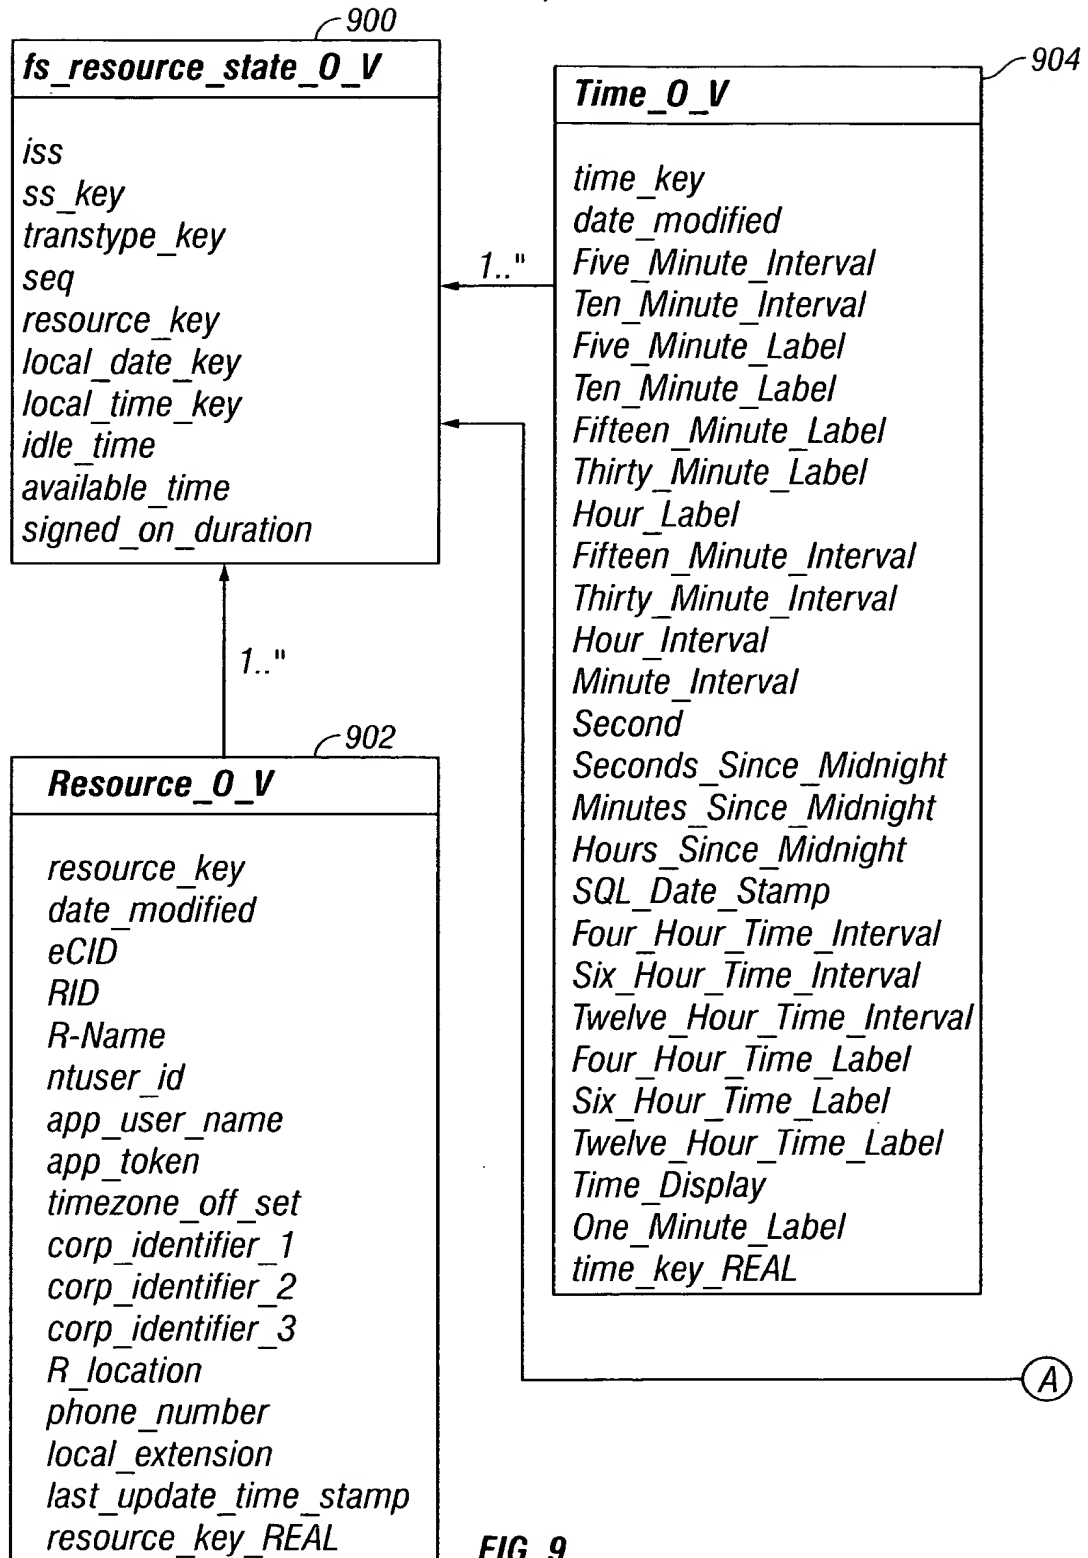 900
fs_resource_state_O_V
iss
ss_key
transtype_key
seq
resource_key
local_date_key
local_time_key
idle_time
available_time
signed_on_duration
1.."
902
Resource_O_V
resource_key
date_modified
eCID
RID
R-Name
ntuser_id
app_user_name
app_token
timezone_off_set
corp_identifier_1
corp_identifier_2
corp_identifier_3
R_location
phone_number
local_extension
last_update_time_stamp
resource_key_REAL
904
Time_O_V
time_key
date_modified
Five_Minute_Interval
Ten_Minute_Interval
Five_Minute_Label
Ten_Minute_Label
Fifteen_Minute_Label
Thirty_Minute_Label
Hour_Label
Fifteen_Minute_Interval
Thirty_Minute_Interval
Hour_Interval
Minute_Interval
Second
Seconds_Since_Midnight
Minutes_Since_Midnight
Hours_Since_Midnight
SQL_Date_Stamp
Four_Hour_Time_Interval
Six_Hour_Time_Interval
Twelve_Hour_Time_Interval
Four_Hour_Time_Label
Six_Hour_Time_Label
Twelve_Hour_Time_Label
Time_Display
One_Minute_Label
time_key_REAL
1.."
A
FIG. 9